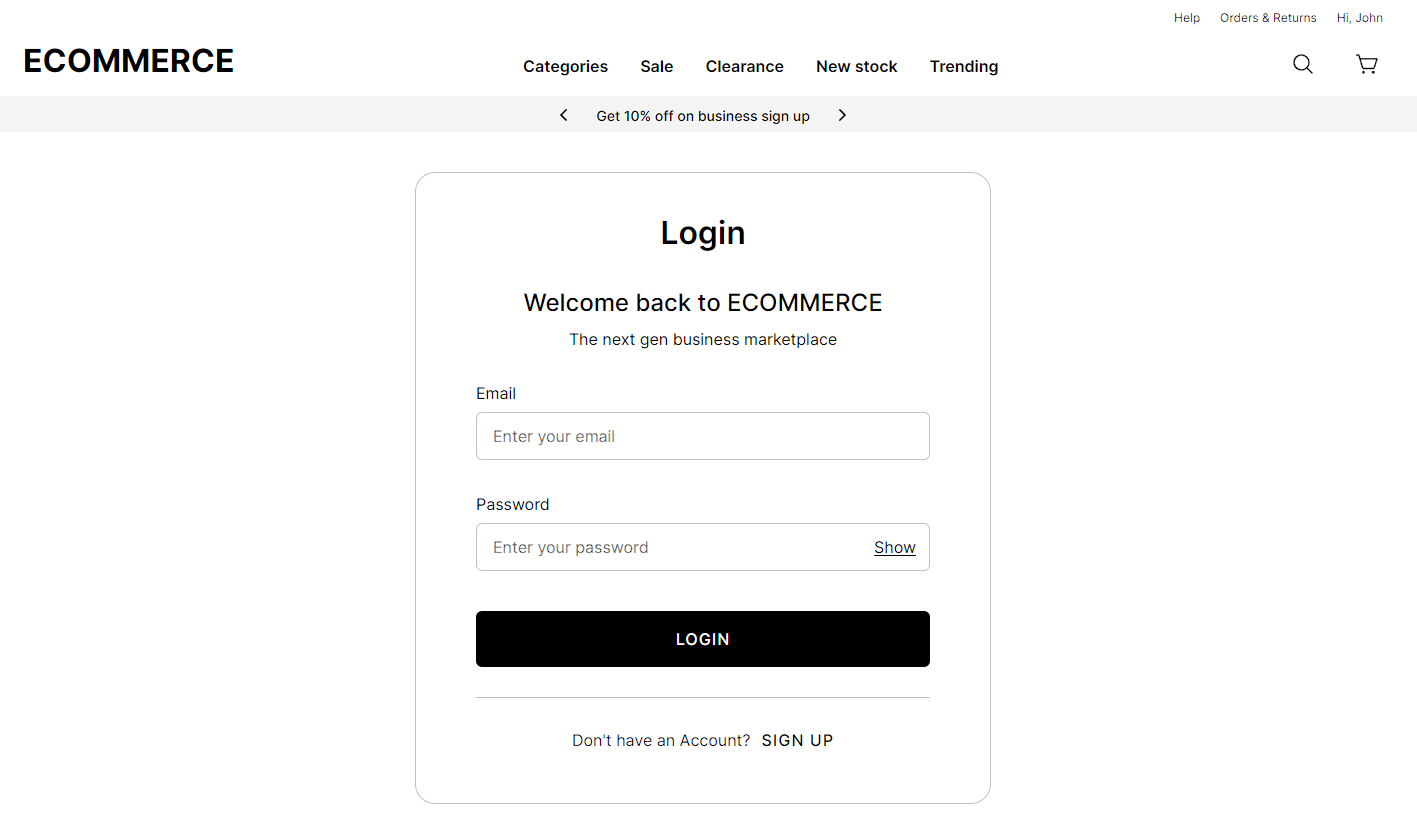 Help Orders & Returns Hi, John
ECOMMERCE Categories Sale Clearance New stock Trending
Get 10% off on business sign up
Login
Welcome back to ECOMMERCE
The next gen business marketplace
Email
Enter your email
Password
Enter your password Show
LOGIN
Don't have an Account? SIGN UP